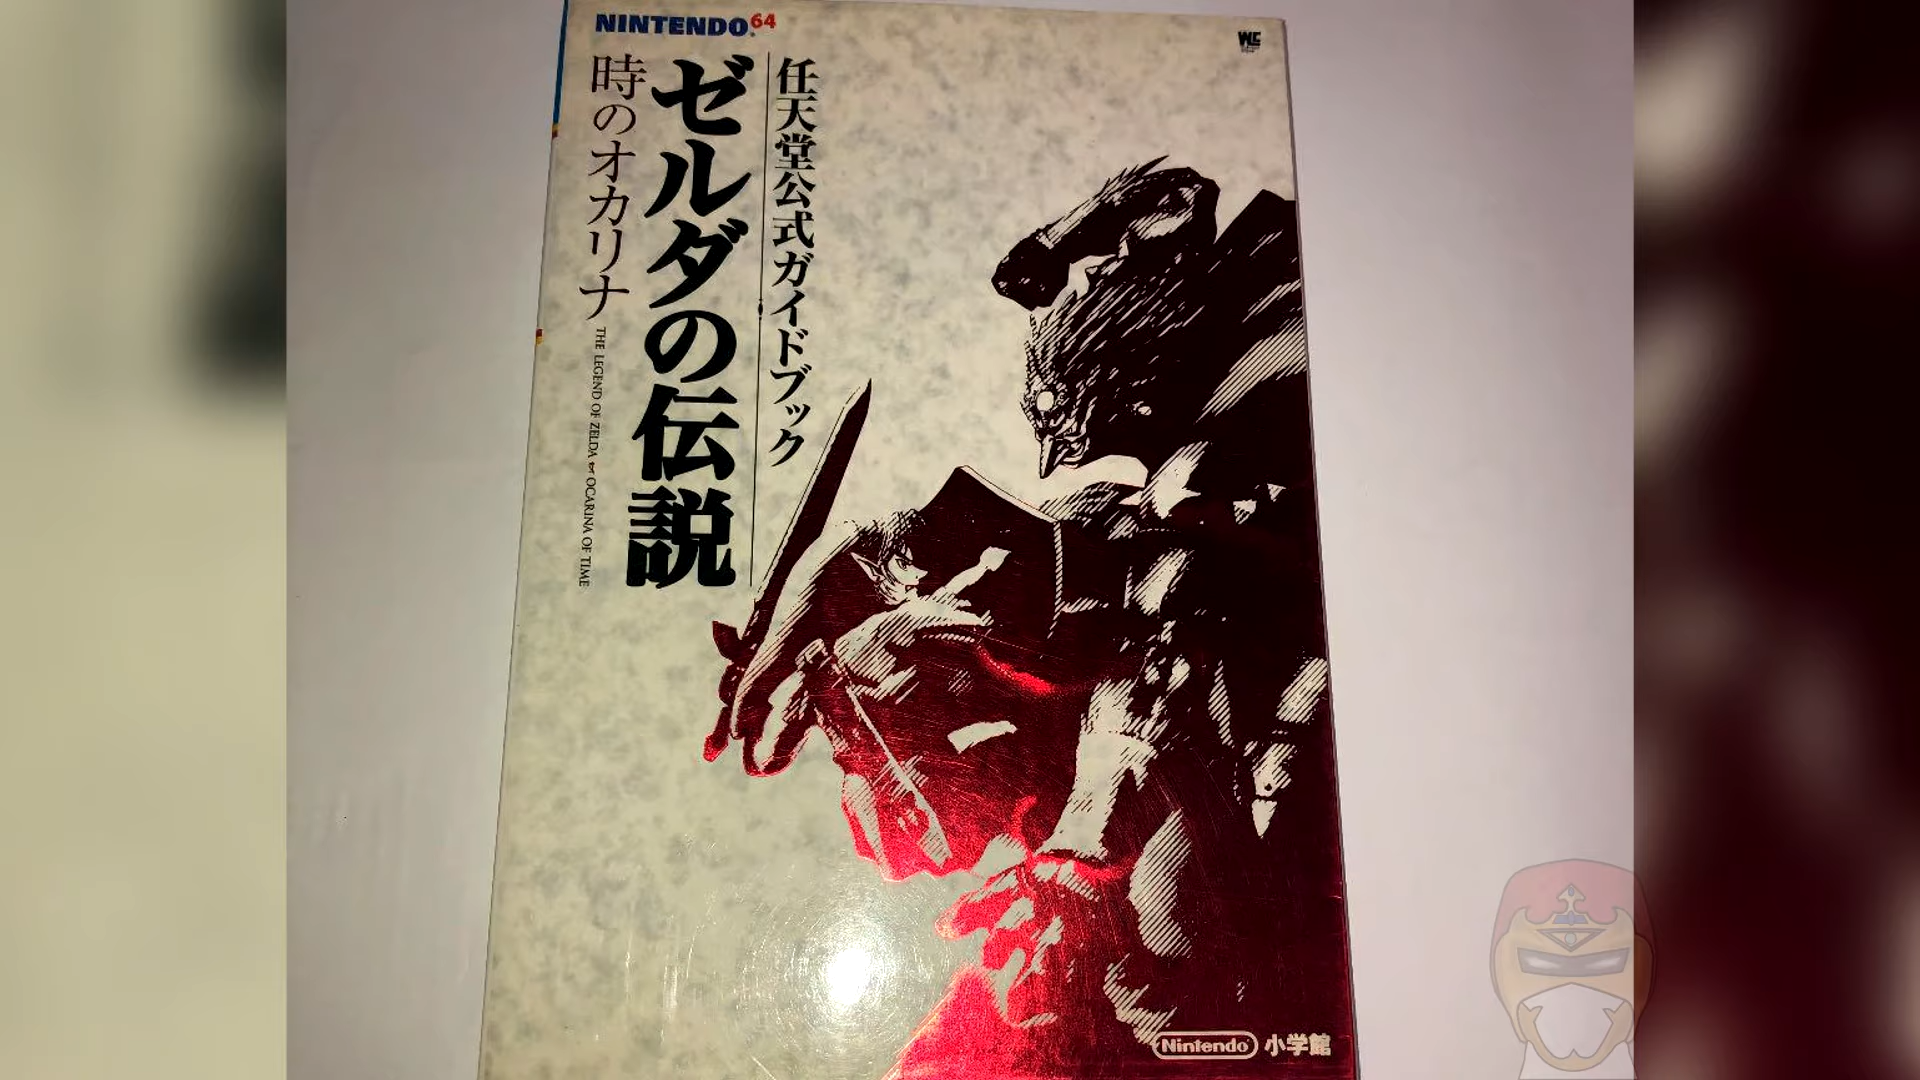 NINTENDO64
任天堂公式ガイドブック
ゼルダの伝説
時のオカリナ
THE LEGEND OF ZELDA OCARINA OF TIME
Nintendo 小学館